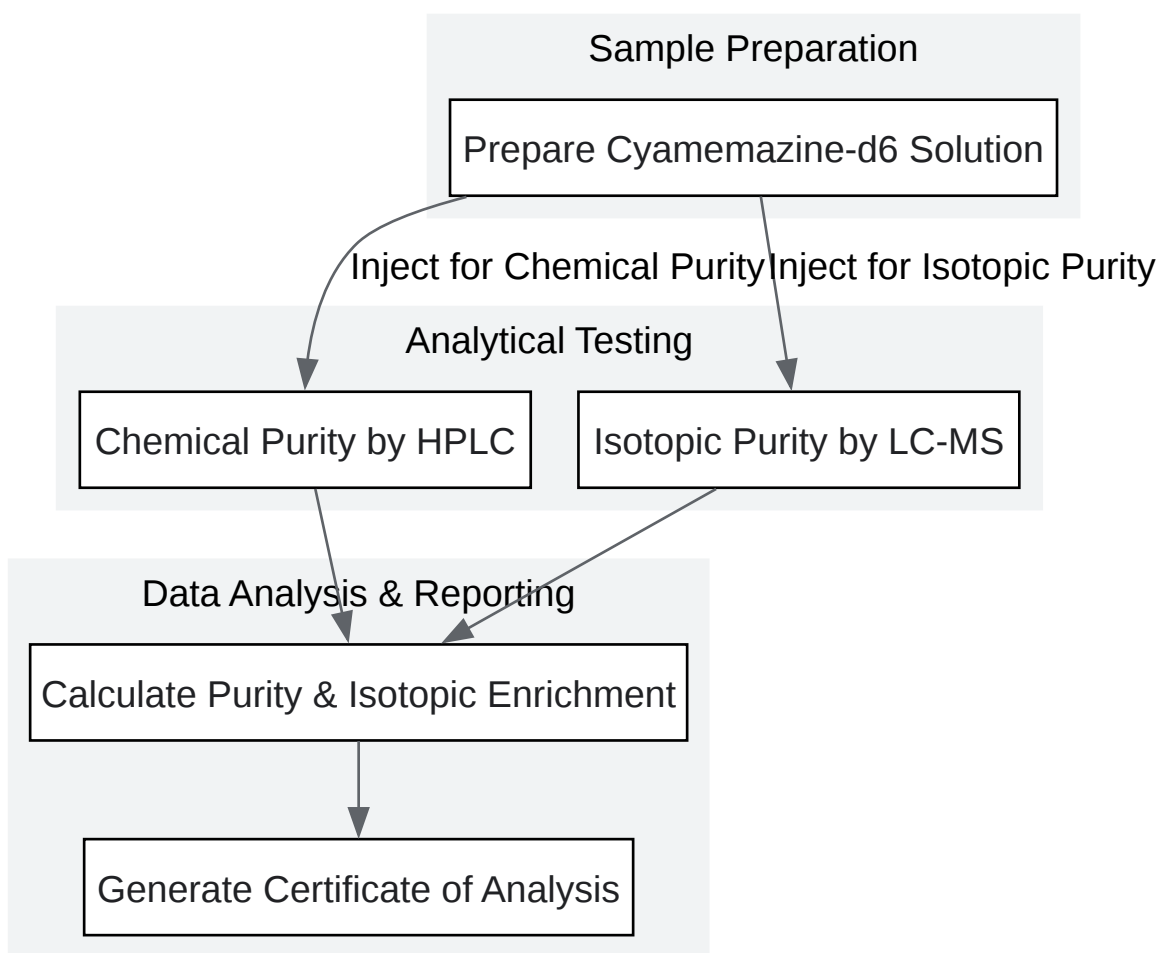 Sample Preparation
Prepare Cyamemazine-d6 Solution
Inject for Chemical Purity
Inject for Isotopic Purity
Analytical Testing
Chemical Purity by HPLC
Isotopic Purity by LC-MS
Data Analysis & Reporting
Calculate Purity & Isotopic Enrichment
Generate Certificate of Analysis